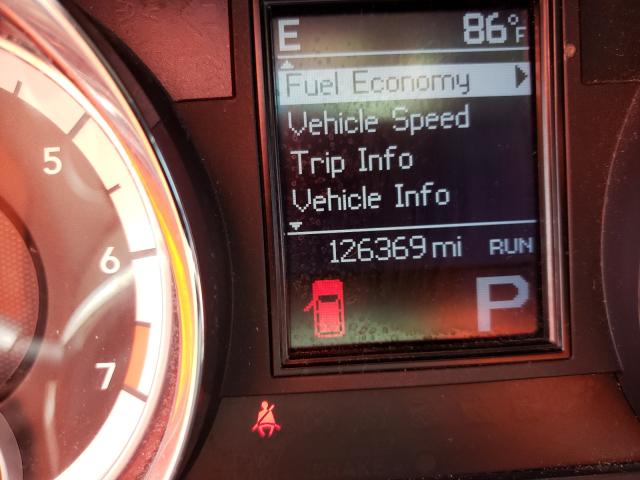 E 86°F
Fuel Economy
Vehicle Speed
Trip Info
Vehicle Info
126369 mi RUN
P
5
6
7